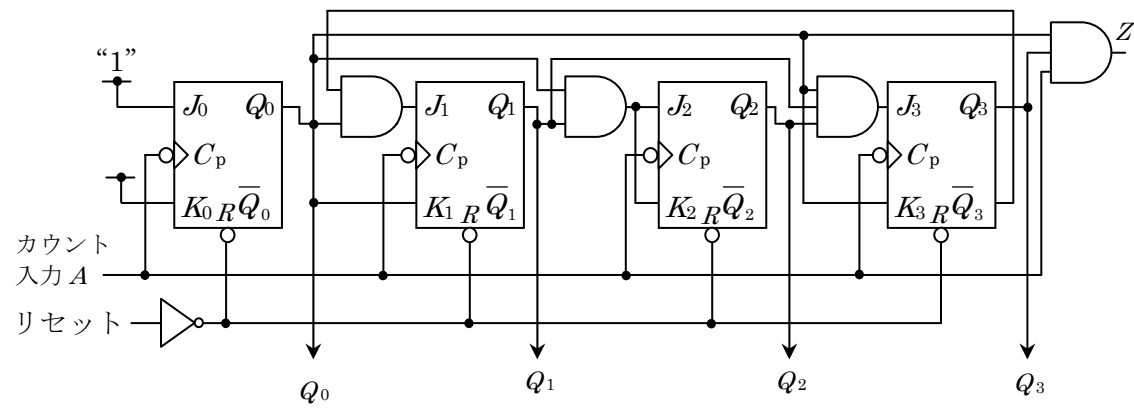 Z
“1”
J₀ Q₀ J₁ Q₁ J₂ Q₂ J₃ Q₃
Cₚ Cₚ Cₚ Cₚ
K₀ R Q̅₀ K₁ R Q̅₁ K₂ R Q̅₂ K₃ R Q̅₃
カウント
入力 A
リセット
Q₀ Q₁ Q₂ Q₃